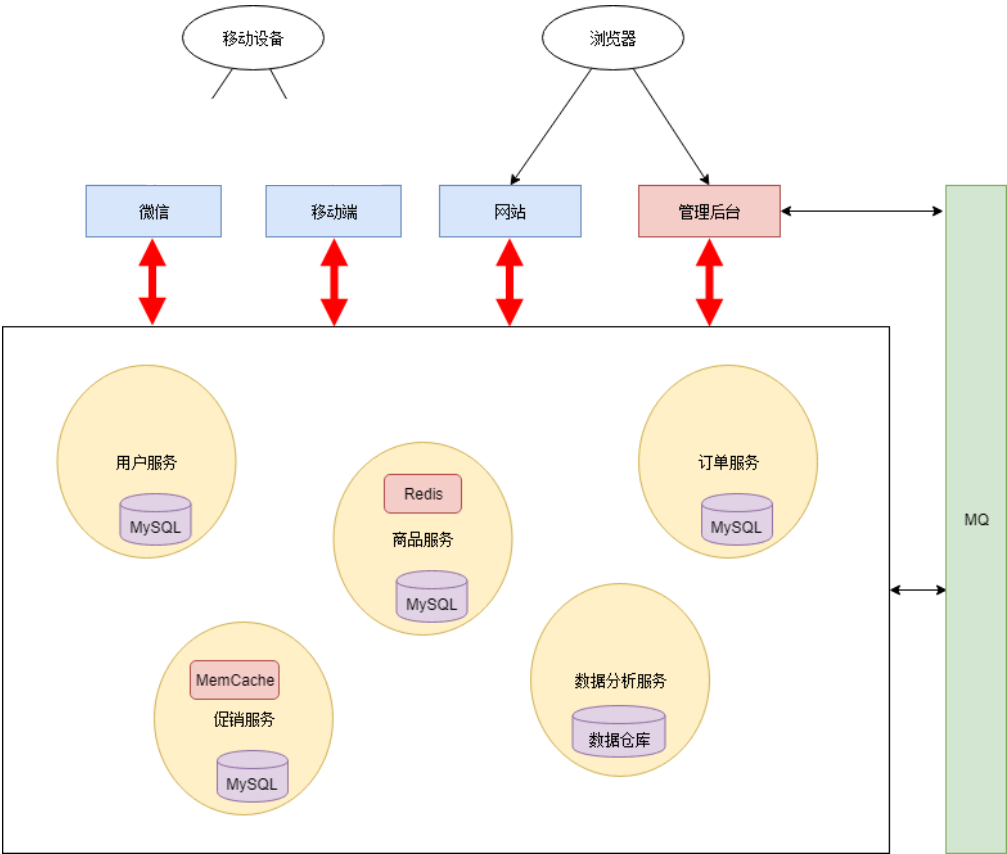 移动设备
浏览器
微信
移动端
网站
管理后台
用户服务
MySQL
Redis
商品服务
MySQL
订单服务
MySQL
MQ
MemCache
促销服务
MySQL
数据分析服务
数据仓库